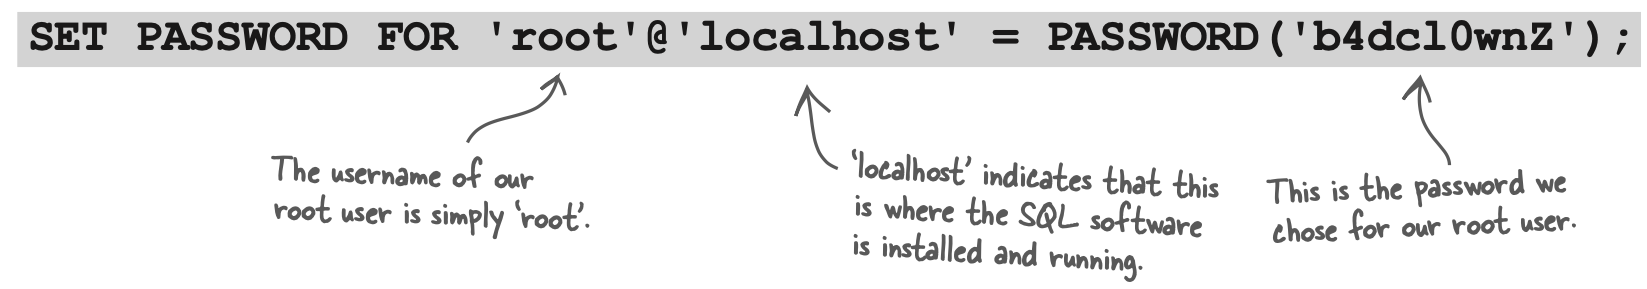 SET PASSWORD FOR 'root'@'localhost' = PASSWORD('b4dcl0wnZ');
The username of our
root user is simply ‘root’.
‘localhost’ indicates that this
is where the SQL software
is installed and running.
This is the password we
chose for our root user.